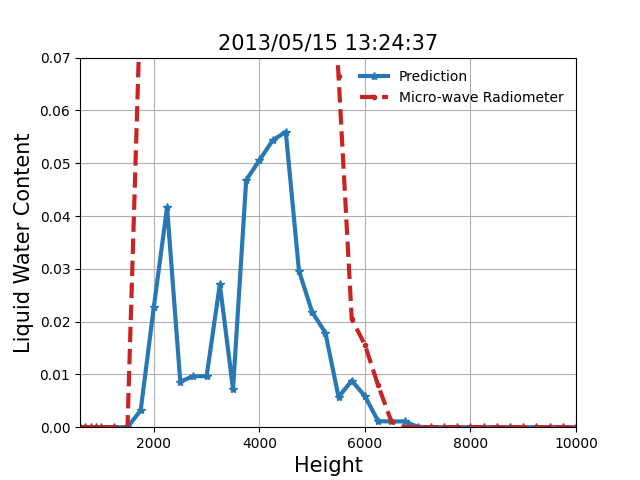 2013/05/15 13:24:37
Prediction
Micro-wave Radiometer
Liquid Water Content
0.07
0.06
0.05
0.04
0.03
0.02
0.01
0.00
2000 4000 6000 8000 10000
Height